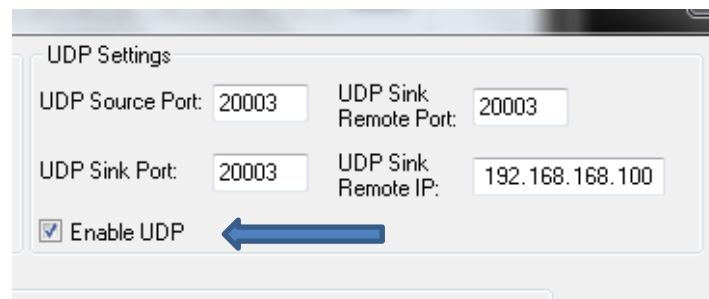 UDP Settings
UDP Source Port: 20003
UDP Sink Remote Port: 20003
UDP Sink Port: 20003
UDP Sink Remote IP: 192.168.168.100
Enable UDP